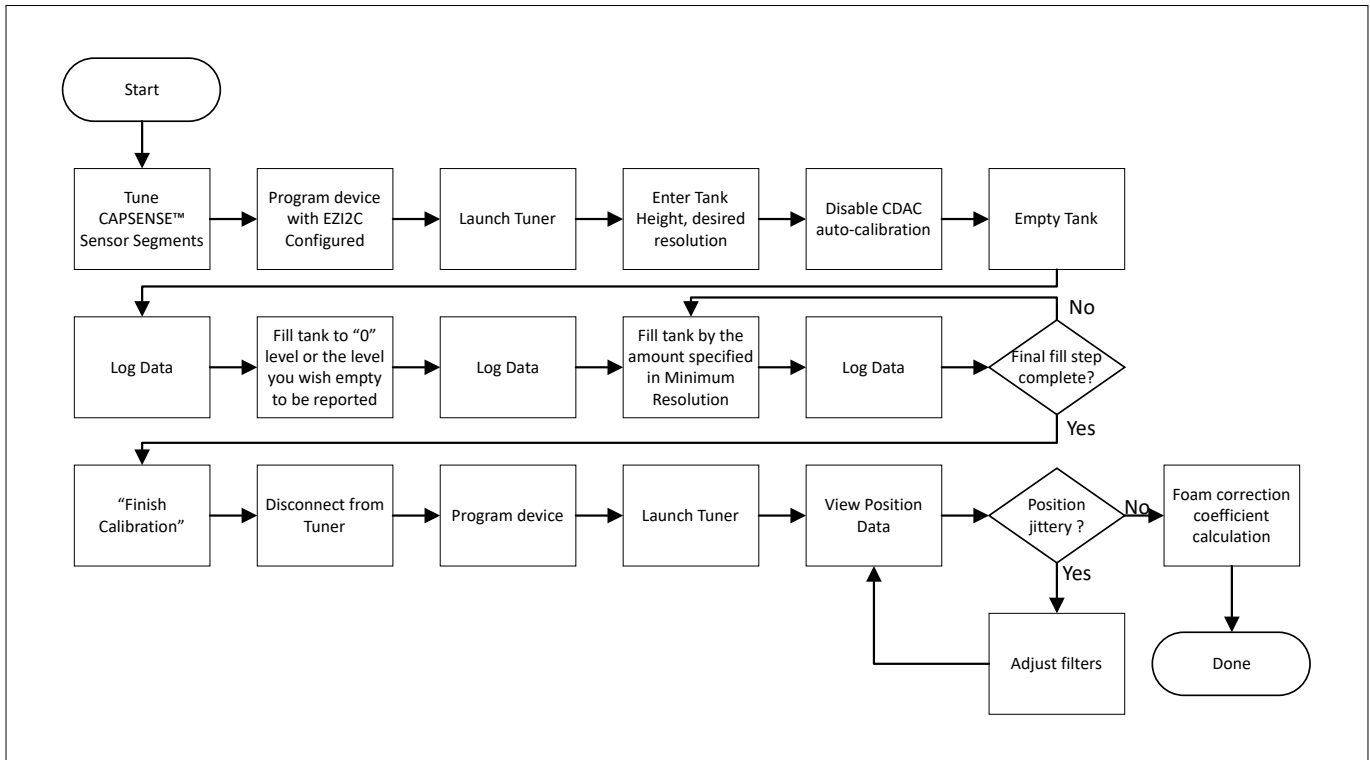 Start
Tune
CAPSENSE™
Sensor Segments
Program device
with EZI2C
Configured
Launch Tuner
Enter Tank
Height, desired
resolution
Disable CDAC
auto-calibration
Empty Tank
Log Data
Fill tank to “0”
level or the level
you wish empty
to be reported
Log Data
Fill tank by the
amount specified
in Minimum
Resolution
Log Data
Final fill step
complete?
No
Yes
“Finish
Calibration”
Disconnect from
Tuner
Program device
Launch Tuner
View Position
Data
Position
jittery ?
No
Yes
Foam correction
coefficient
calculation
Adjust filters
Done